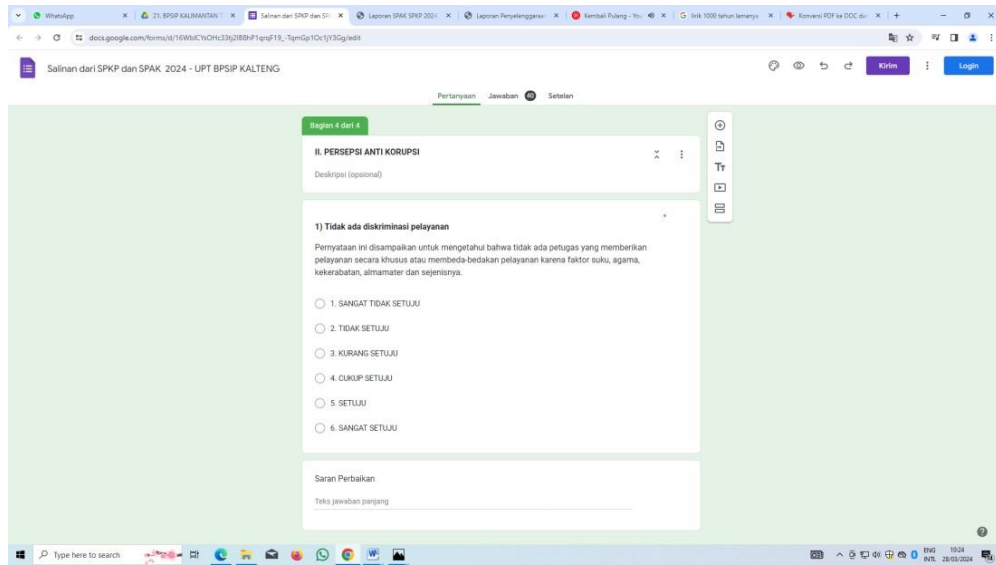 WhatsApp
21. BPSIP KALIMANTAN T
Salinan dari SPKP dan SP
Laporan SPAK SPKP 2024
Laporan Penyelenggaraan
Kembali Pulang - You
lirik 1000 tahun lamanya
Konversi PDF ke DOC da
docs.google.com/forms/d/
/edit
Salinan dari SPKP dan SPAK 2024 - UPT BPSIP KALTENG
Kirim
Login
Pertanyaan Jawaban 40 Setelan
Bagian 4 dari 4
II. PERSEPSI ANTI KORUPSI
Deskripsi (opsional)
1) Tidak ada diskriminasi pelayanan
Pernyataan ini disampaikan untuk mengetahui bahwa tidak ada petugas yang memberikan
pelayanan secara khusus atau membeda-bedakan pelayanan karena faktor suku, agama,
kekerabatan, almamater dan sejenisnya.
1. SANGAT TIDAK SETUJU
2. TIDAK SETUJU
3. KURANG SETUJU
4. CUKUP SETUJU
5. SETUJU
6. SANGAT SETUJU
Saran Perbaikan
Teks jawaban panjang
Type here to search
ENG 10:24
INTL 28/03/2024